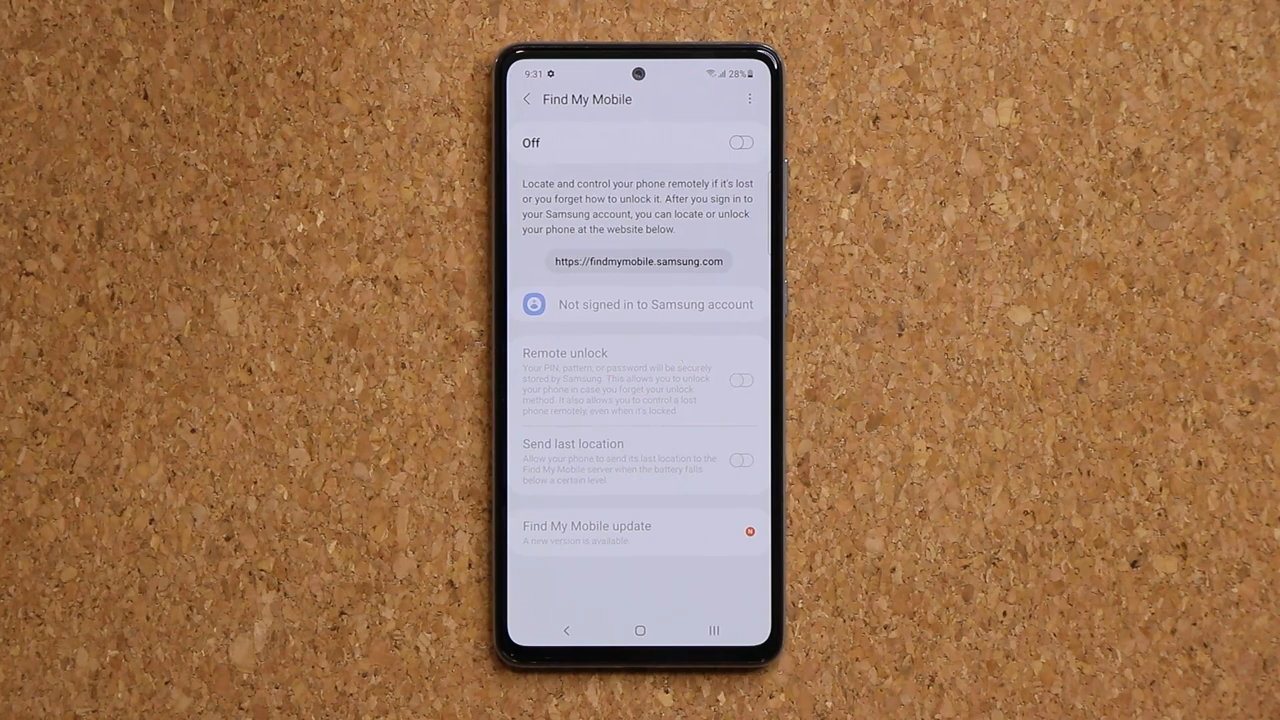 9:31 28%
Find My Mobile
Off
Locate and control your phone remotely if it's lost
or you forget how to unlock it. After you sign in to
your Samsung account, you can locate or unlock
your phone at the website below.
https://findmymobile.samsung.com
Not signed in to Samsung account
Remote unlock
Your PIN, pattern, or password will be securely
stored by Samsung. This allows you to unlock
your phone in case you forget your unlock
method. It also allows you to control a lost
phone remotely, even when it's locked.
Send last location
Allow your phone to send its last location to the
Find My Mobile server when the battery falls
below a certain level.
Find My Mobile update
N
A new version is available.